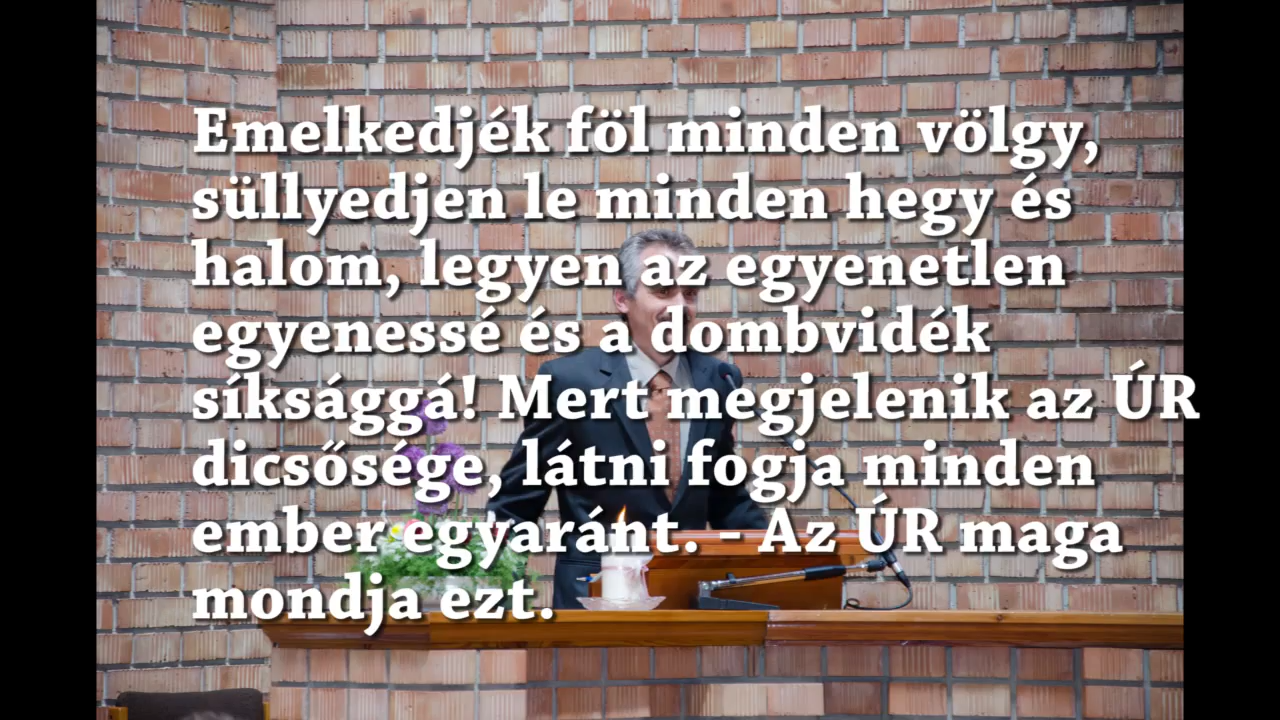 Emelkedjék föl minden völgy,
süllyedjen le minden hegy és
halom, legyen az egyenetlen
egyenessé és a dombvidék
síksággá! Mert megjelenik az ÚR
dicsősége, látni fogja minden
ember egyaránt. - Az ÚR maga
mondja ezt.